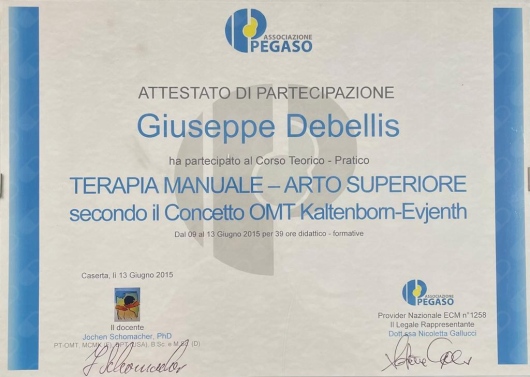 ASSOCIAZIONE
PEGASO
ATTESTATO DI PARTECIPAZIONE
Giuseppe Debellis
ha partecipato al Corso Teorico - Pratico
TERAPIA MANUALE – ARTO SUPERIORE
secondo il Concetto OMT Kaltenborn-Evjenth
Dal 09 al 13 Giugno 2015 per 39 ore didattico - formative
Caserta, lì 13 Giugno 2015
Il docente
Jochen Schomacher, PhD
PT-OMT, MCMK
ASSOCIAZIONE
PEGASO
Provider Nazionale ECM n°1258
Il Legale Rappresentante
Dott.ssa Nicoletta Gallucci